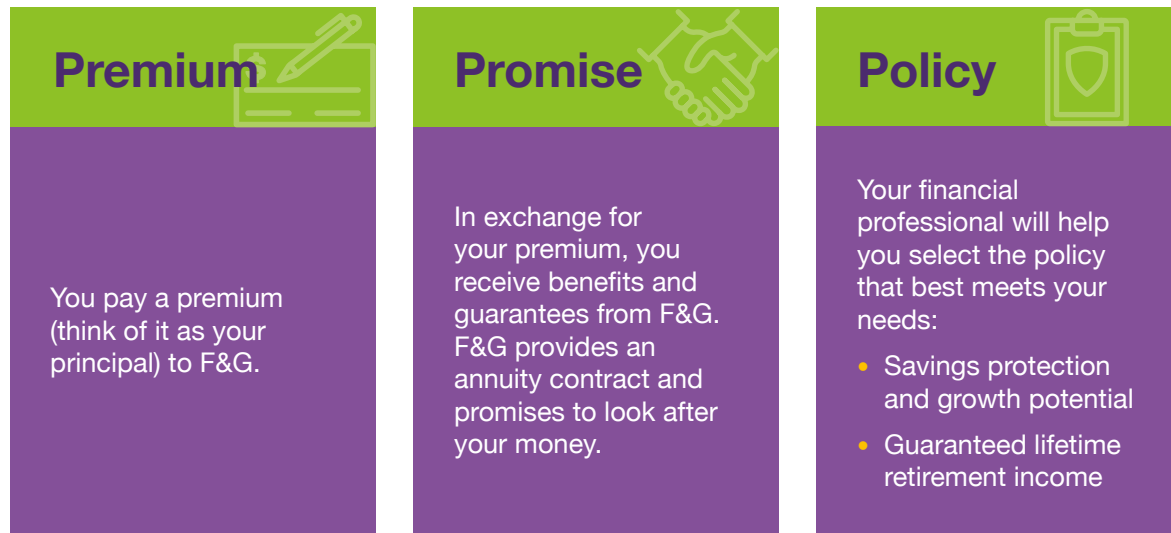 Premium
You pay a premium
(think of it as your
principal) to F&G.
Promise
In exchange for
your premium, you
receive benefits and
guarantees from F&G.
F&G provides an
annuity contract and
promises to look after
your money.
Policy
Your financial
professional will help
you select the policy
that best meets your
needs:
• Savings protection
and growth potential
• Guaranteed lifetime
retirement income